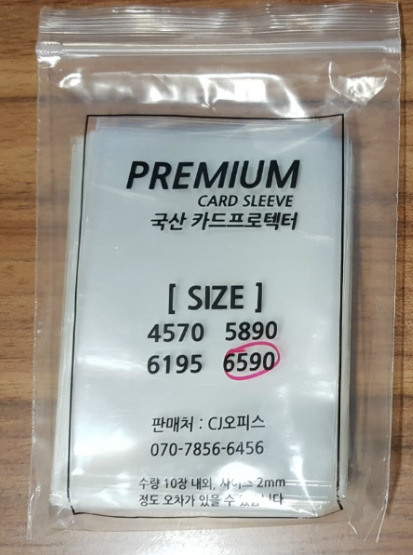 PREMIUM
CARD SLEEVE
국산 카드프로텍터
[ SIZE ]
4570 5890
6195 6590
판매처 : CJ오피스
070-7856-6456
수량 10장 내외, 사이즈 2mm
정도 오차가 있을 수 있습니다